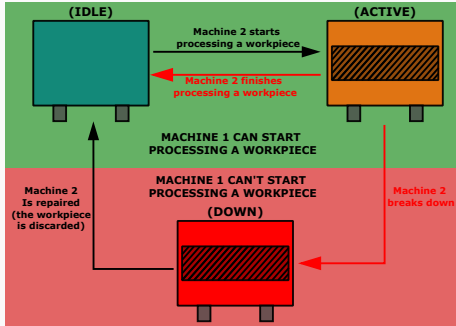 (IDLE)
(ACTIVE)
Machine 2 starts
processing a workpiece
Machine 2 finishes
processing a workpiece
MACHINE 1 CAN START
PROCESSING A WORKPIECE
MACHINE 1 CAN'T START
PROCESSING A WORKPIECE
Machine 2
Is repaired
(the workpiece
is discarded)
Machine 2
breaks down
(DOWN)